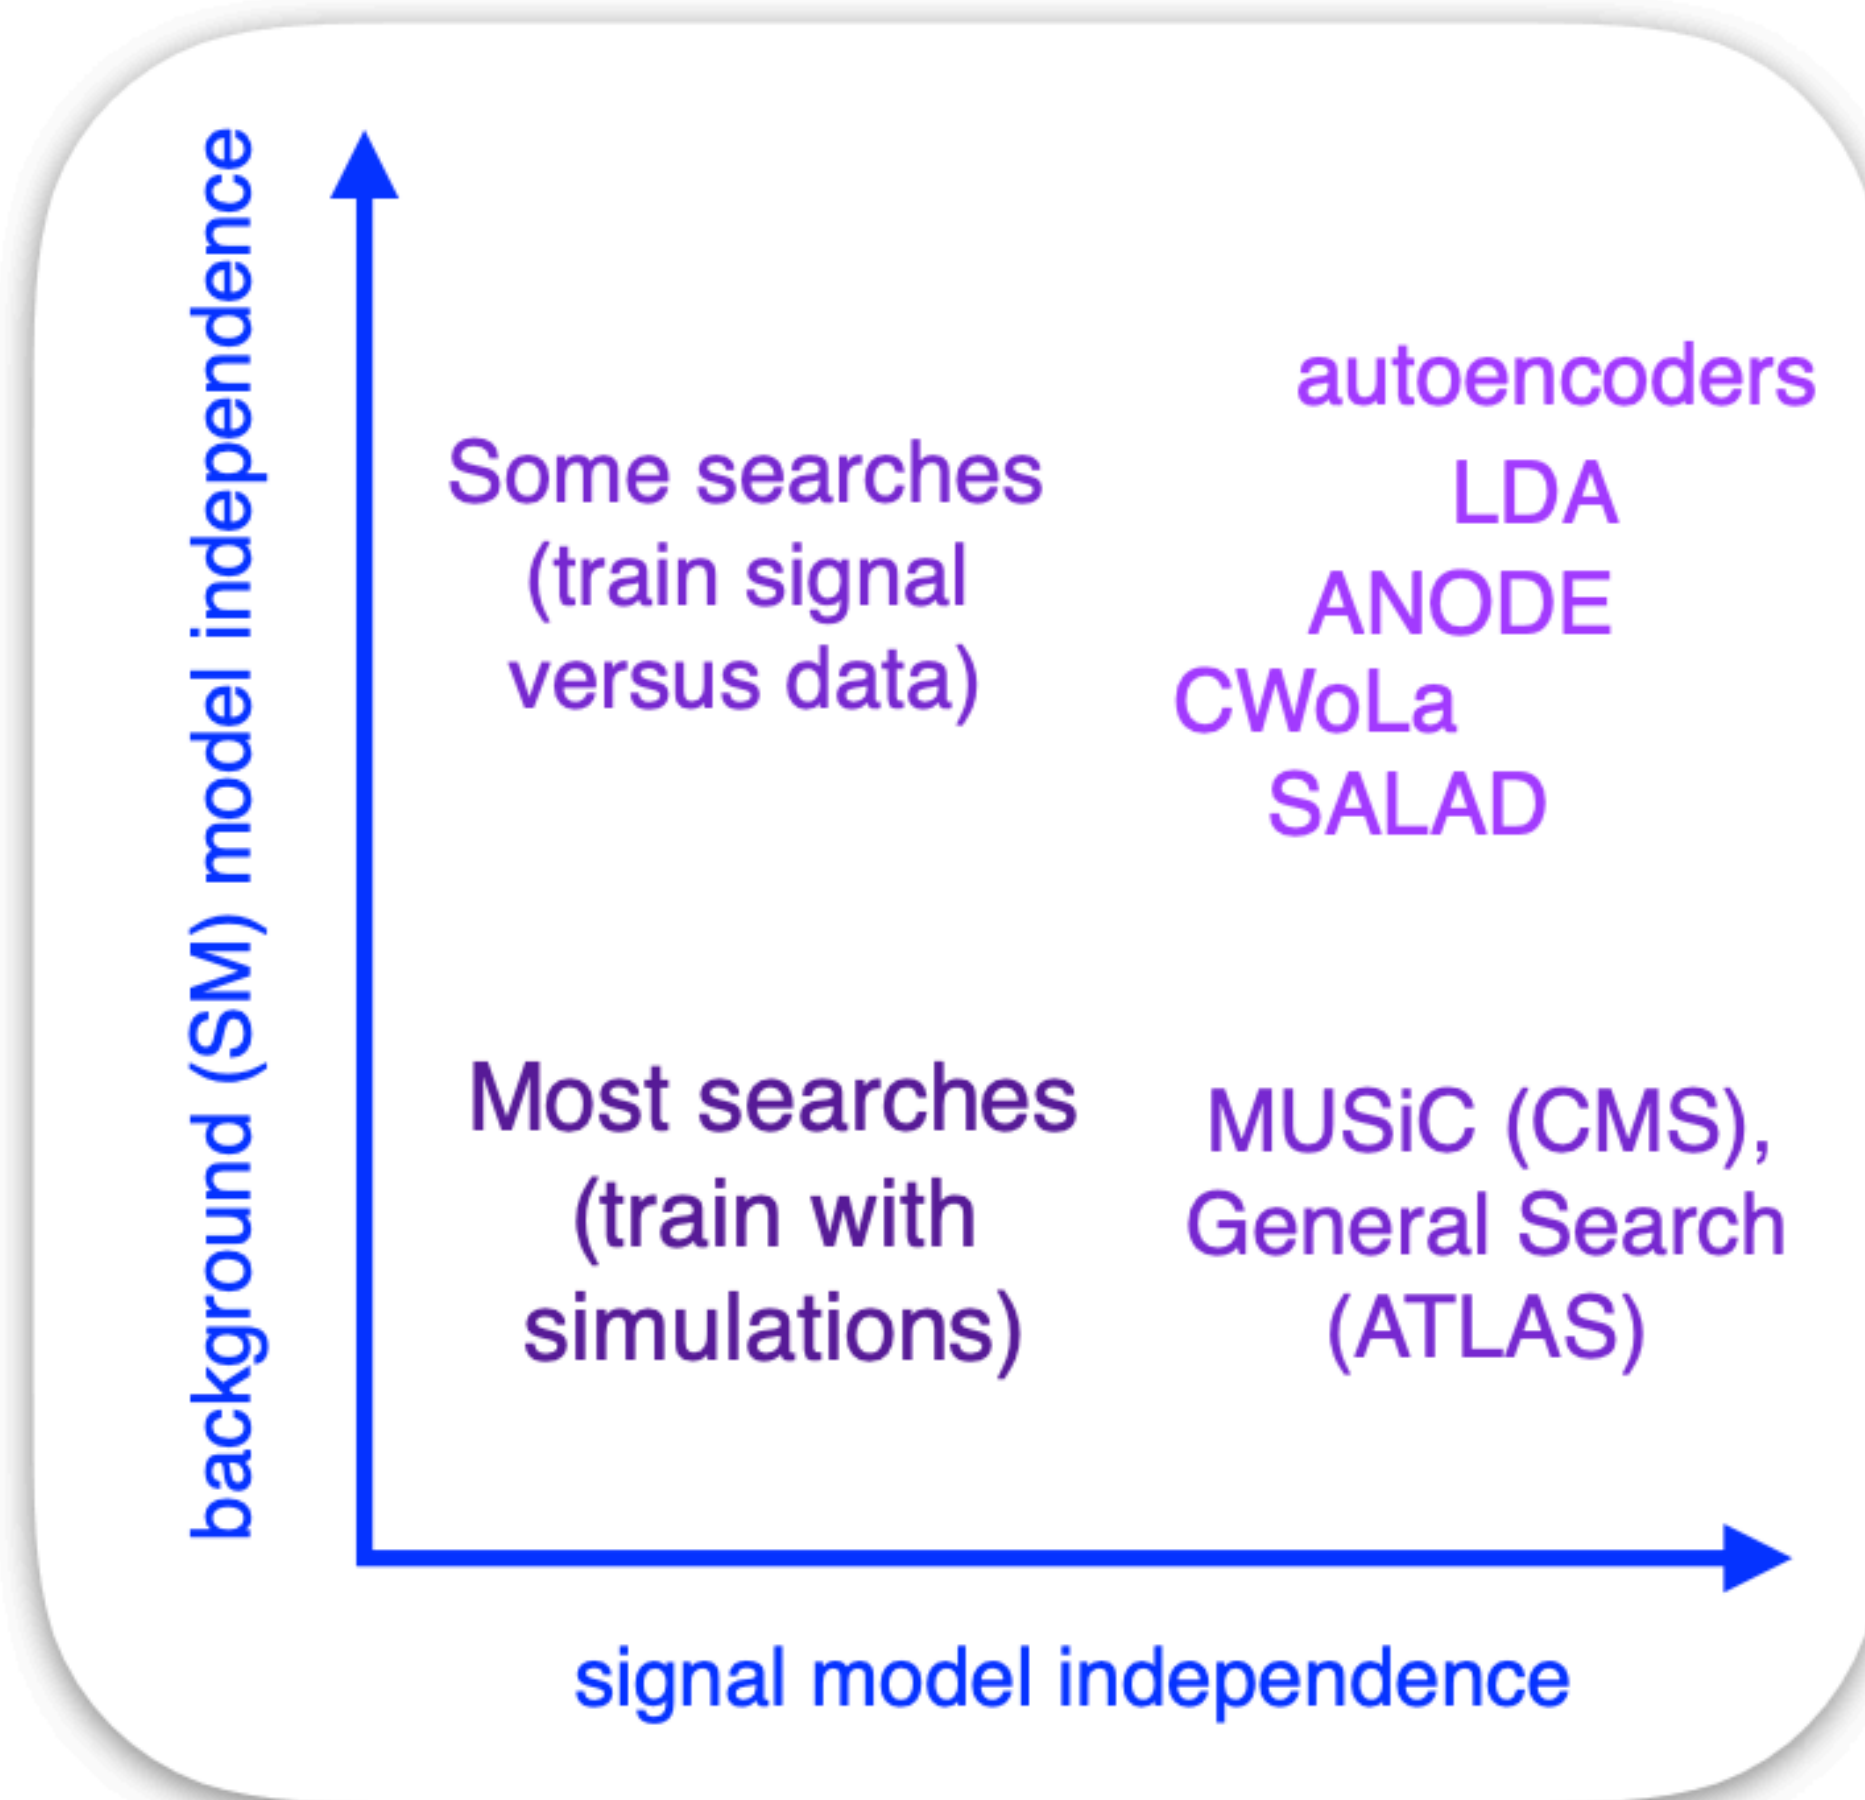 background (SM) model independence
Some searches
(train signal
versus data)
autoencoders
LDA
ANODE
CWoLa
SALAD
Most searches
(train with
simulations)
MUSiC (CMS),
General Search
(ATLAS)
signal model independence